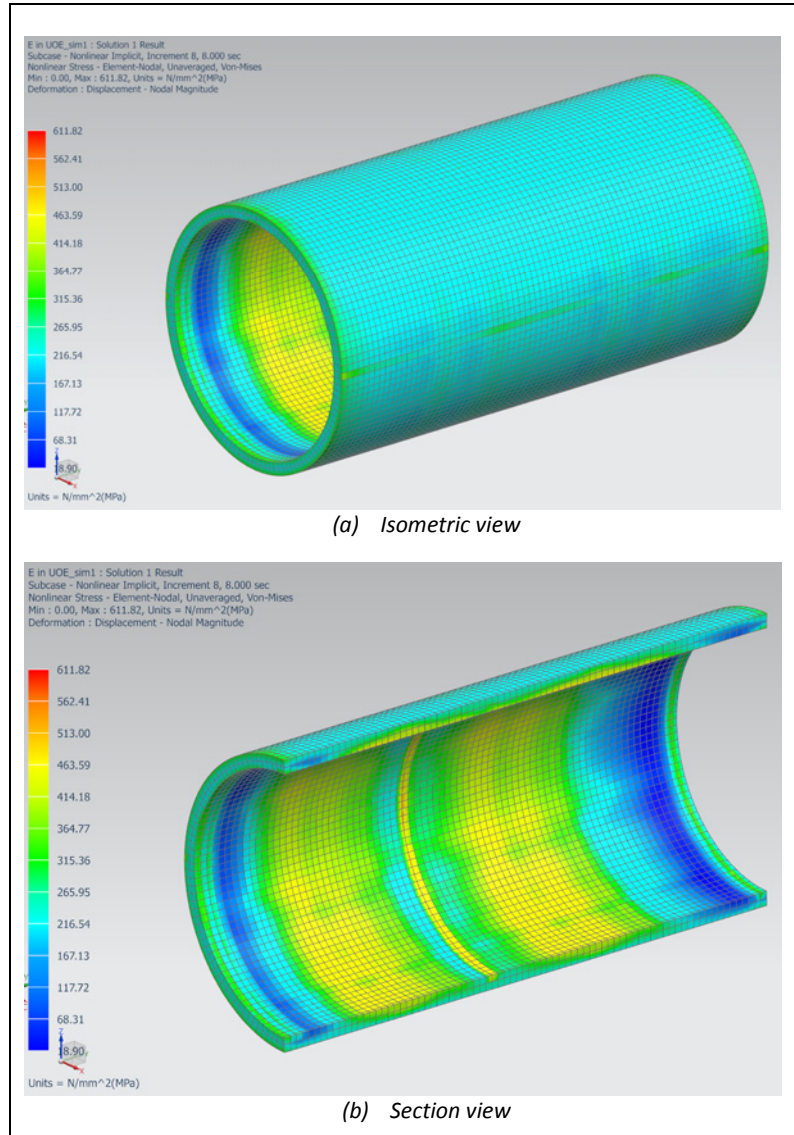 E in UOE_sim1 : Solution 1 Result
Subcase - Nonlinear Implicit, Increment 8, 8.000 sec
Nonlinear Stress - Element-Nodal, Unaveraged, Von-Mises
Min : 0.00, Max : 611.82, Units = N/mm^2(MPa)
Deformation : Displacement - Nodal Magnitude
611.82
562.41
513.00
463.59
414.18
364.77
315.36
265.95
216.54
167.13
117.72
68.31
18.90
Z
X
Units = N/mm^2(MPa)
(a) Isometric view
E in UOE_sim1 : Solution 1 Result
Subcase - Nonlinear Implicit, Increment 8, 8.000 sec
Nonlinear Stress - Element-Nodal, Unaveraged, Von-Mises
Min : 0.00, Max : 611.82, Units = N/mm^2(MPa)
Deformation : Displacement - Nodal Magnitude
611.82
562.41
513.00
463.59
414.18
364.77
315.36
265.95
216.54
167.13
117.72
68.31
18.90
Z
X
Units = N/mm^2(MPa)
(b) Section view